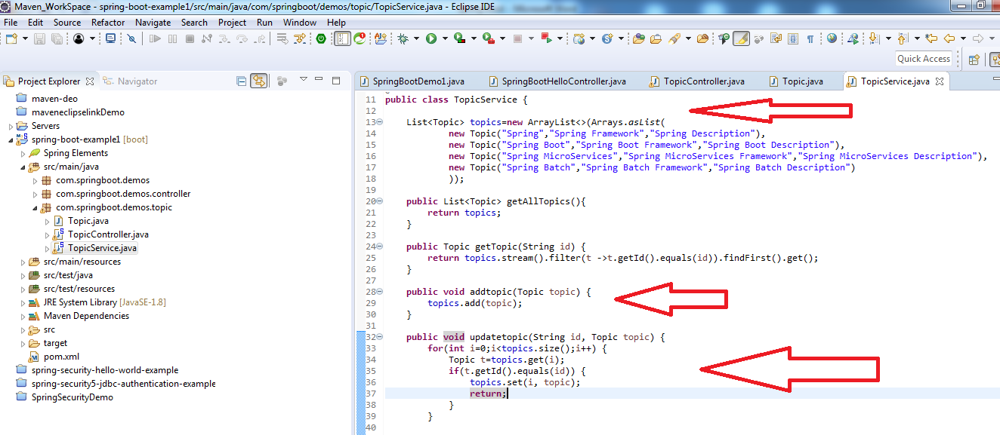 Maven_WorkSpace - spring-boot-example1/src/main/java/com/springboot/demos/topic/TopicService.java - Eclipse IDE
File Edit Source Refactor Navigate Search Project Run Window Help
Quick Access
Project Explorer Navigator
maven-deo
maveneclipselinkDemo
Servers
spring-boot-example1 [boot]
Spring Elements
src/main/java
com.springboot.demos
com.springboot.demos.controller
com.springboot.demos.topic
Topic.java
TopicController.java
TopicService.java
src/main/resources
src/test/java
src/test/resources
JRE System Library [JavaSE-1.8]
Maven Dependencies
src
target
pom.xml
spring-security-hello-world-example
spring-security5-jdbc-authentication-example
SpringSecurityDemo
SpringBootDemo1.java SpringBootHelloController.java TopicController.java Topic.java TopicService.java
11 public class TopicService {
12
13 List<Topic> topics=new ArrayList<>(Arrays.asList(
14 new Topic("Spring","Spring Framework","Spring Description"),
15 new Topic("Spring Boot","Spring Boot Framework","Spring Boot Description"),
16 new Topic("Spring MicroServices","Spring MicroServices Framework","Spring MicroServices Description"),
17 new Topic("Spring Batch","Spring Batch Framework","Spring Batch Description")
18 ));
19
20 public List<Topic> getAllTopics(){
21 return topics;
22 }
23
24 public Topic getTopic(String id) {
25 return topics.stream().filter(t ->t.getId().equals(id)).findFirst().get();
26 }
27
28 public void addtopic(Topic topic) {
29 topics.add(topic);
30 }
31
32 public void updatetopic(String id, Topic topic) {
33 for(int i=0;i<topics.size();i++) {
34 Topic t=topics.get(i);
35 if(t.getId().equals(id)) {
36 topics.set(i, topic);
37 return;
38 }
39 }
40